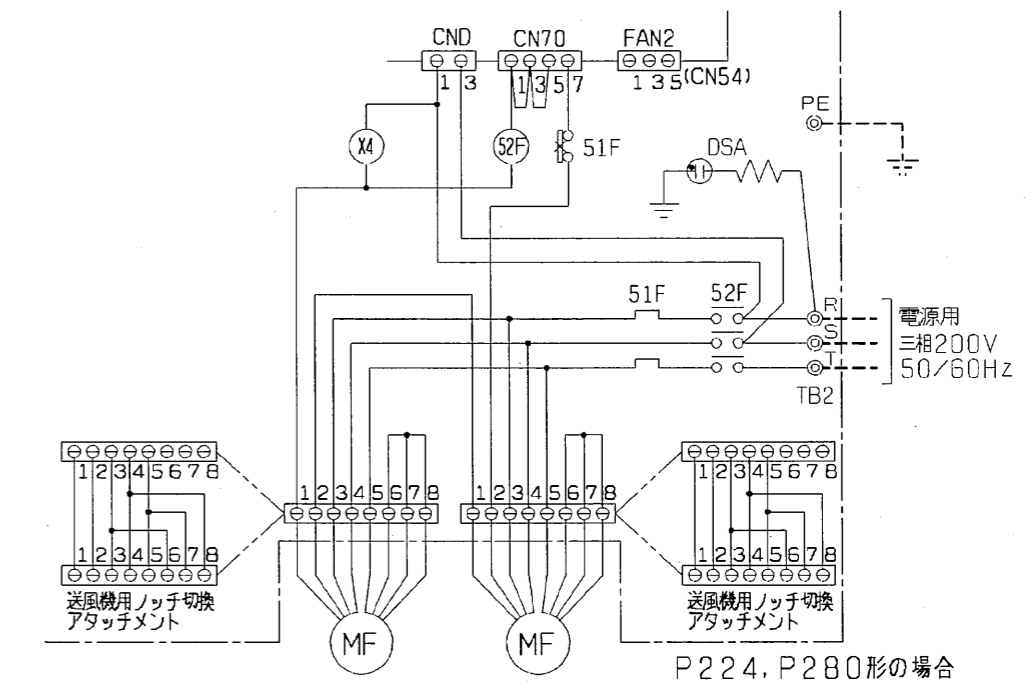 CND CN70 FAN2
(CN54)
1 3 1 3 5 7 1 3 5
PE
X4 52F 51F DSA
51F 52F R
電源用
S
三相200V
T
50/60Hz
TB2
1 2 3 4 5 6 7 8
1 2 3 4 5 6 7 8
1 2 3 4 5 6 7 8
1 2 3 4 5 6 7 8
1 2 3 4 5 6 7 8
1 2 3 4 5 6 7 8
送風機用ノッチ切換
アタッチメント
送風機用ノッチ切換
アタッチメント
MF MF
P224,P280形の場合